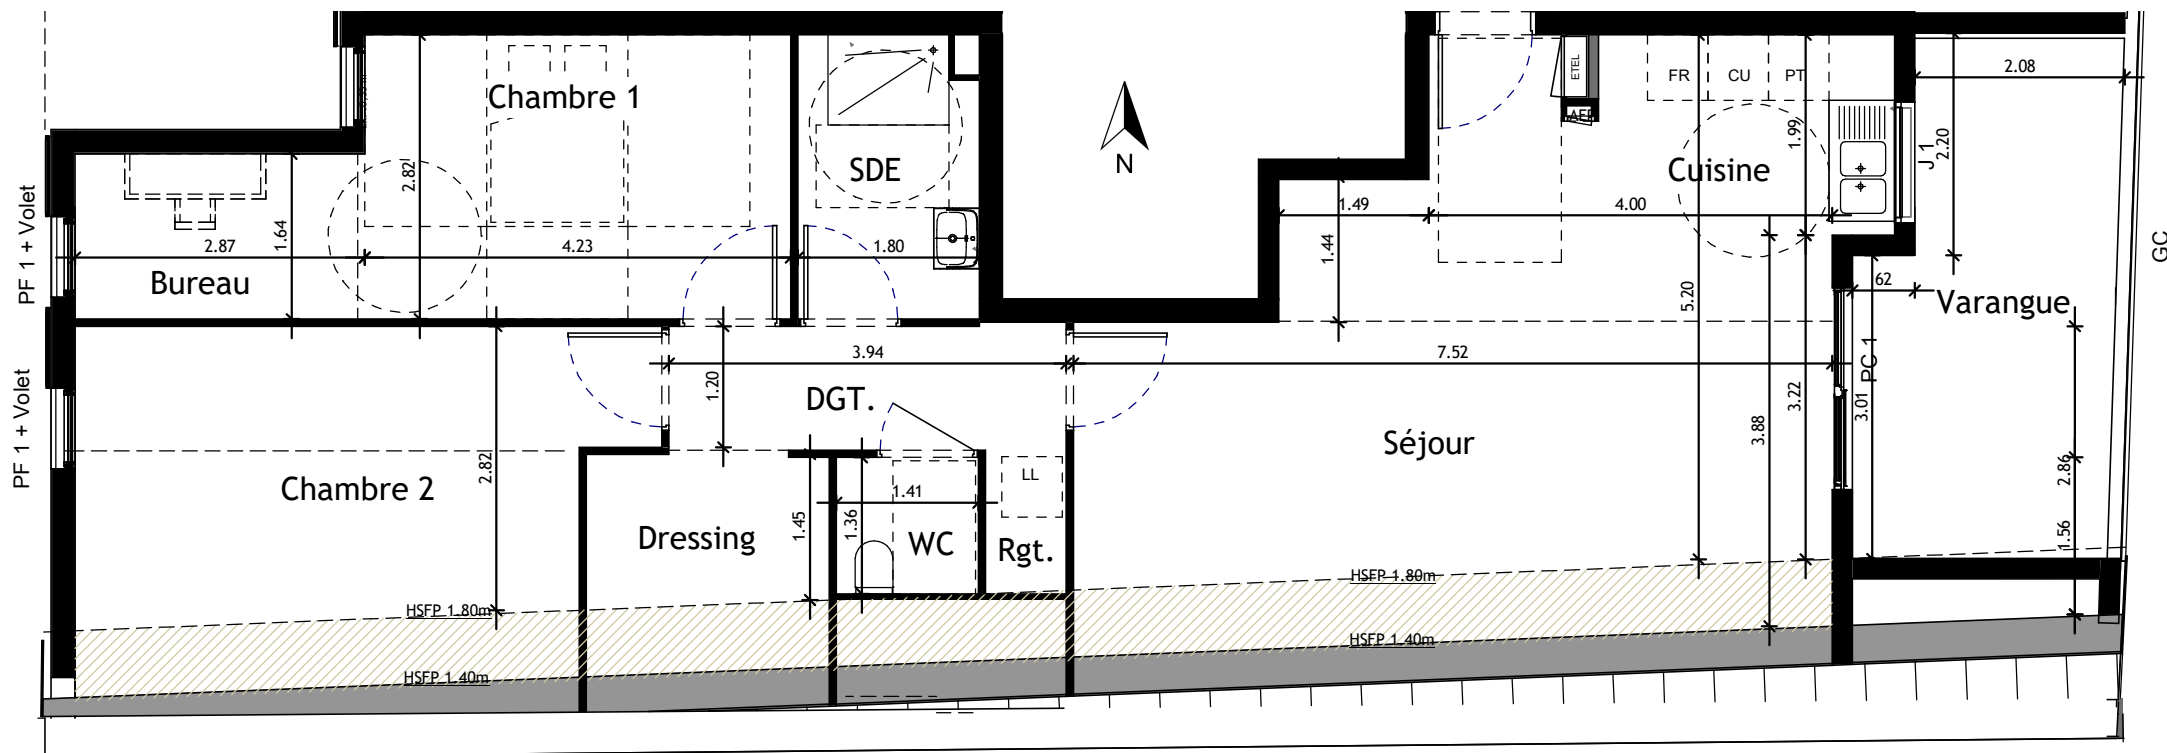 Chambre 1
ETEL
FR
CU
PT
2.08
1.99
2.20
J 1
N
SDE
Cuisine
2.82
1.64
2.87
4.23
1.80
1.49
4.00
1.44
PF 1 + Volet
Bureau
5.20
62
Varangue
GC
3.94
7.52
1.20
PC 1
3.01
3.22
3.88
DGT.
PF 1 + Volet
Séjour
Chambre 2
2.82
LL
1.41
2.86
Dressing
1.45
1.36
WC
Rgt.
1.56
HSFP 1.80m
HSFP 1.80m
HSFP 1.40m
HSFP 1.40m